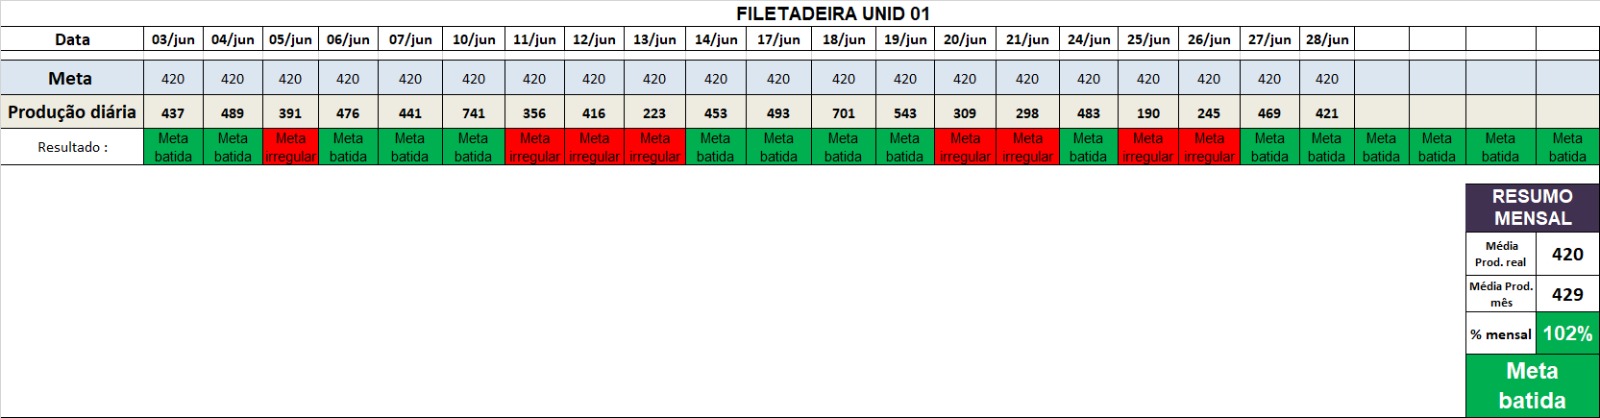 FILETADEIRA UNID 01
Data 03/jun 04/jun 05/jun 06/jun 07/jun 10/jun 11/jun 12/jun 13/jun 14/jun 17/jun 18/jun 19/jun 20/jun 21/jun 24/jun 25/jun 26/jun 27/jun 28/jun
Meta 420 420 420 420 420 420 420 420 420 420 420 420 420 420 420 420 420 420 420 420
Produção diária 437 489 391 476 441 741 356 416 223 453 493 701 543 309 298 483 190 245 469 421
Meta Meta Meta Meta Meta Meta Meta Meta Meta Meta Meta Meta Meta Meta Meta Meta Meta Meta Meta Meta Meta Meta Meta Meta
Resultado : batida batida irregular batida batida batida irregular irregular irregular batida batida batida batida irregular irregular batida irregular irregular batida batida batida batida batida batida
RESUMO
MENSAL
Média
Prod. real 420
Média Prod.
mês 429
% mensal 102%
Meta
batida